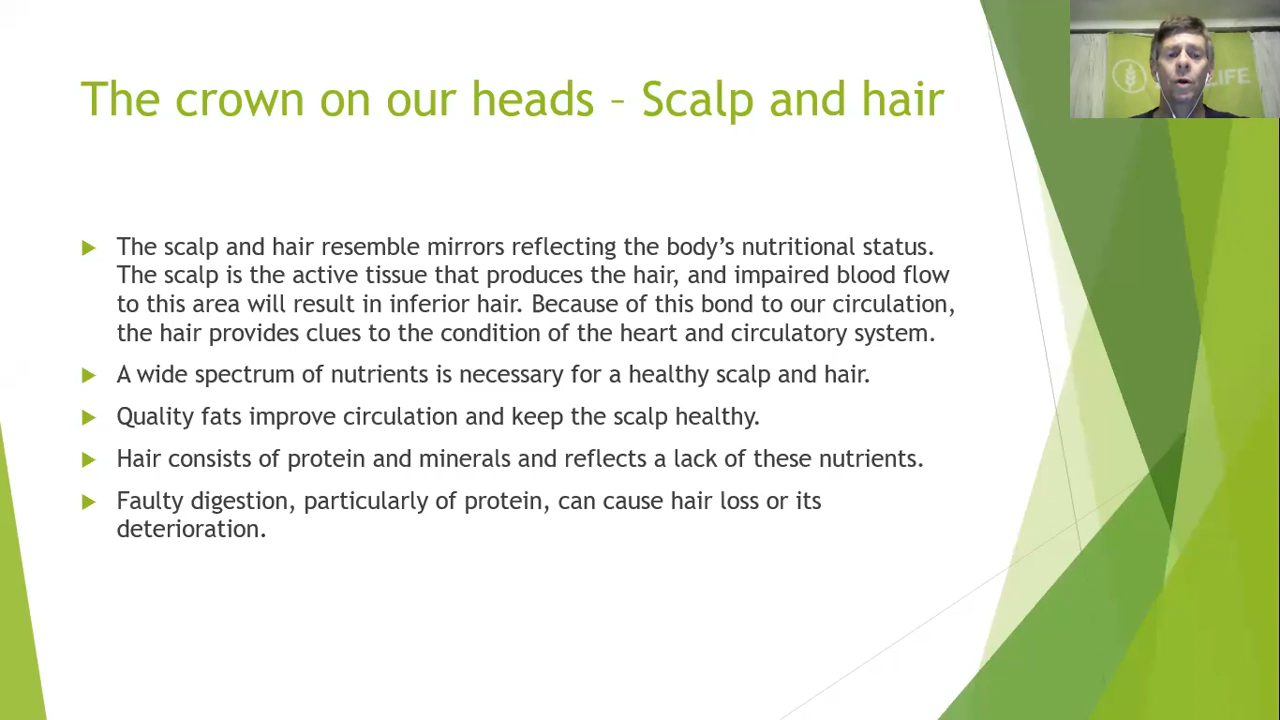 The crown on our heads – Scalp and hair
The scalp and hair resemble mirrors reflecting the body’s nutritional status.
The scalp is the active tissue that produces the hair, and impaired blood flow
to this area will result in inferior hair. Because of this bond to our circulation,
the hair provides clues to the condition of the heart and circulatory system.
A wide spectrum of nutrients is necessary for a healthy scalp and hair.
Quality fats improve circulation and keep the scalp healthy.
Hair consists of protein and minerals and reflects a lack of these nutrients.
Faulty digestion, particularly of protein, can cause hair loss or its
deterioration.